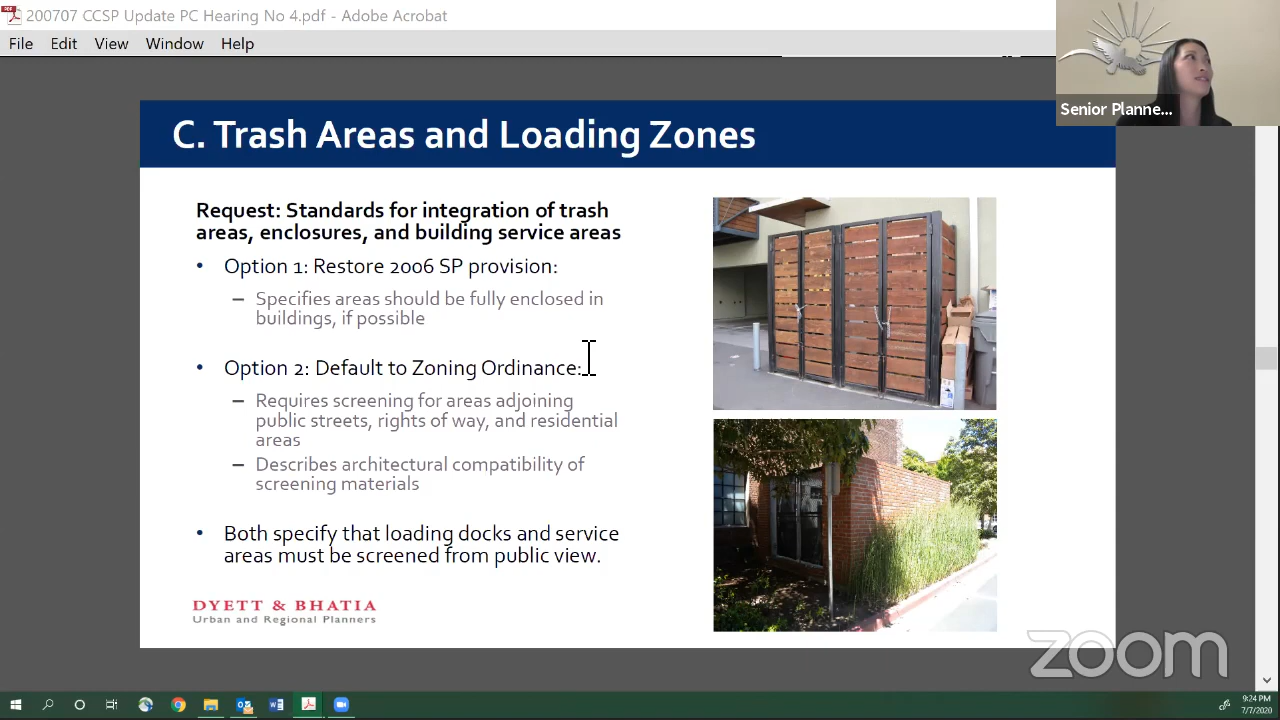 200707 CCSP Update PC Hearing No 4.pdf - Adobe Acrobat
File Edit View Window Help
Senior Planne...
C. Trash Areas and Loading Zones
Request: Standards for integration of trash
areas, enclosures, and building service areas
• Option 1: Restore 2006 SP provision:
– Specifies areas should be fully enclosed in
buildings, if possible
• Option 2: Default to Zoning Ordinance:
– Requires screening for areas adjoining
public streets, rights of way, and residential
areas
– Describes architectural compatibility of
screening materials
• Both specify that loading docks and service
areas must be screened from public view.
DYETT & BHATIA
Urban and Regional Planners
zoom
9:24 PM
7/7/2020